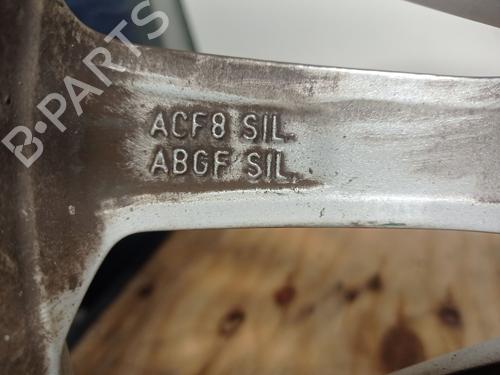 B-PARTS
ACF8 SIL.
ABGF SIL.